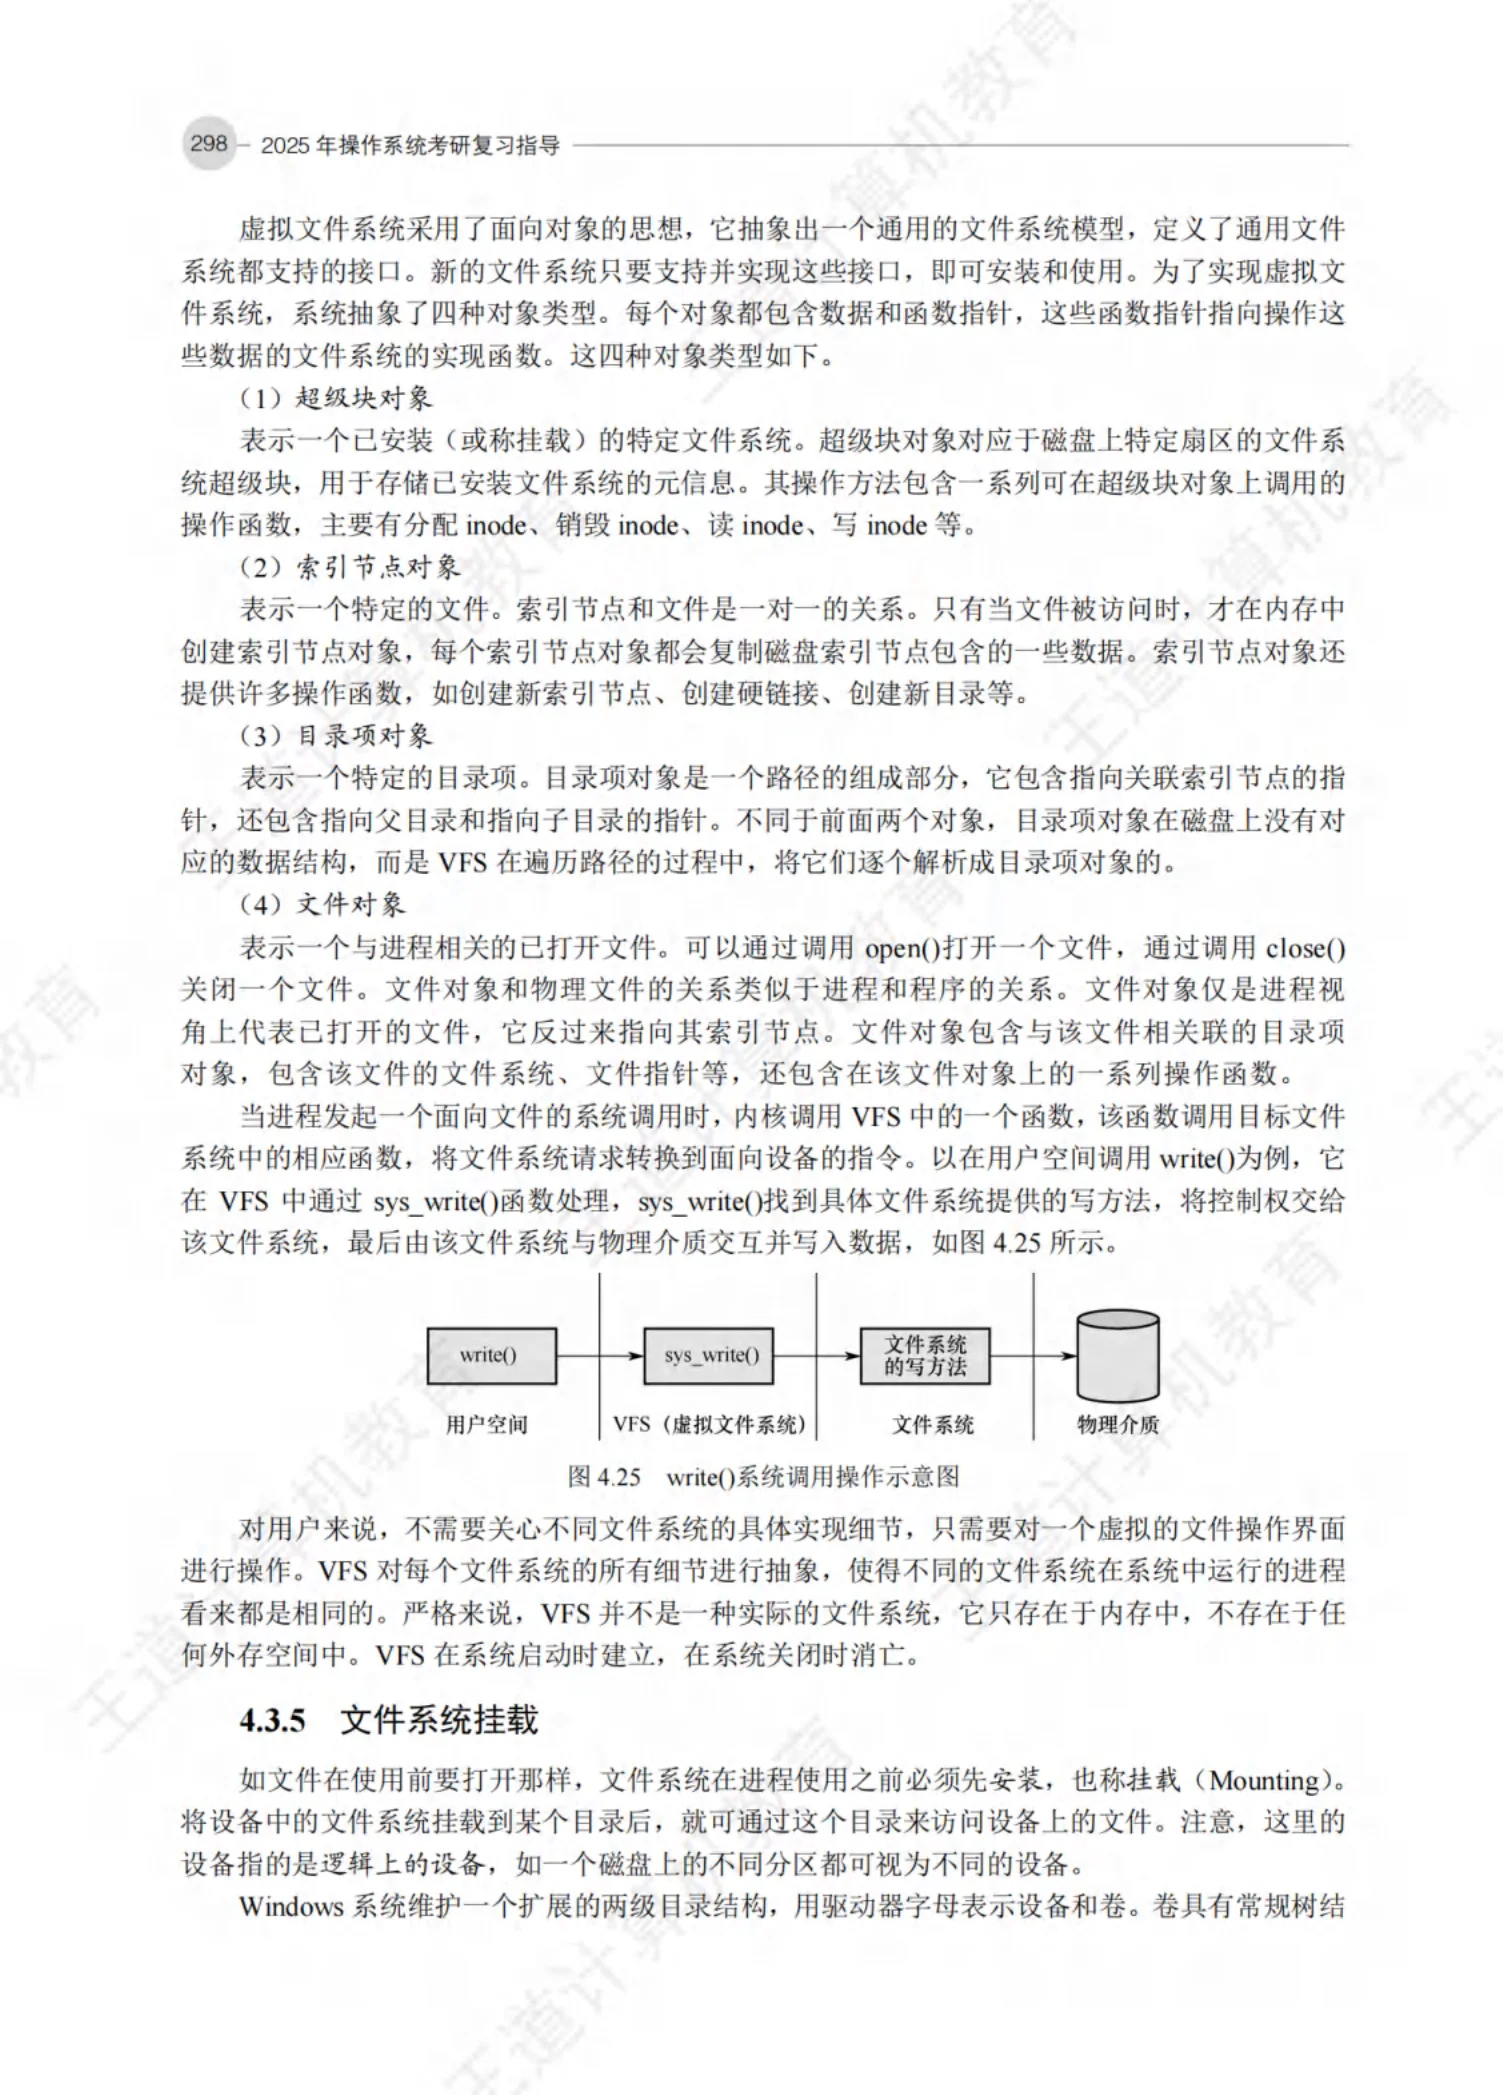 298 2025 年操作系统考研复习指导
虚拟文件系统采用了面向对象的思想，它抽象出一个通用的文件系统模型，定义了通用文件
系统都支持的接口。新的文件系统只要支持并实现这些接口，即可安装和使用。为了实现虚拟文
件系统，系统抽象了四种对象类型。每个对象都包含数据和函数指针，这些函数指针指向操作这
些数据的文件系统的实现函数。这四种对象类型如下。
（1）超级块对象
表示一个已安装（或称挂载）的特定文件系统。超级块对象对应于磁盘上特定扇区的文件系
统超级块，用于存储已安装文件系统的元信息。其操作方法包含一系列可在超级块对象上调用的
操作函数，主要有分配 inode、销毁 inode、读 inode、写 inode 等。
（2）索引节点对象
表示一个特定的文件。索引节点和文件是一对一的关系。只有当文件被访问时，才在内存中
创建索引节点对象，每个索引节点对象都会复制磁盘索引节点包含的一些数据。索引节点对象还
提供许多操作函数，如创建新索引节点、创建硬链接、创建新目录等。
（3）目录项对象
表示一个特定的目录项。目录项对象是一个路径的组成部分，它包含指向关联索引节点的指
针，还包含指向父目录和指向子目录的指针。不同于前面两个对象，目录项对象在磁盘上没有对
应的数据结构，而是 VFS 在遍历路径的过程中，将它们逐个解析成目录项对象的。
（4）文件对象
表示一个与进程相关的已打开文件。可以通过调用 open()打开一个文件，通过调用 close()
关闭一个文件。文件对象和物理文件的关系类似于进程和程序的关系。文件对象仅是进程视
角上代表已打开的文件，它反过来指向其索引节点。文件对象包含与该文件相关联的目录项
对象，包含该文件的文件系统、文件指针等，还包含在该文件对象上的一系列操作函数。
当进程发起一个面向文件的系统调用时，内核调用 VFS 中的一个函数，该函数调用目标文件
系统中的相应函数，将文件系统请求转换到面向设备的指令。以在用户空间调用 write()为例，它
在 VFS 中通过 sys_write()函数处理，sys_write()找到具体文件系统提供的写方法，将控制权交给
该文件系统，最后由该文件系统与物理介质交互并写入数据，如图 4.25 所示。
write() sys_write() 文件系统
的写方法
用户空间 VFS（虚拟文件系统） 文件系统 物理介质
图 4.25 write()系统调用操作示意图
对用户来说，不需要关心不同文件系统的具体实现细节，只需要对一个虚拟的文件操作界面
进行操作。VFS 对每个文件系统的所有细节进行抽象，使得不同的文件系统在系统中运行的进程
看来都是相同的。严格来说，VFS 并不是一种实际的文件系统，它只存在于内存中，不存在于任
何外存空间中。VFS 在系统启动时建立，在系统关闭时消亡。
4.3.5 文件系统挂载
如文件在使用前要打开那样，文件系统在进程使用之前必须先安装，也称挂载（Mounting）。
将设备中的文件系统挂载到某个目录后，就可通过这个目录来访问设备上的文件。注意，这里的
设备指的是逻辑上的设备，如一个磁盘上的不同分区都可视为不同的设备。
Windows 系统维护一个扩展的两级目录结构，用驱动器字母表示设备和卷。卷具有常规树结
王道计算机教育